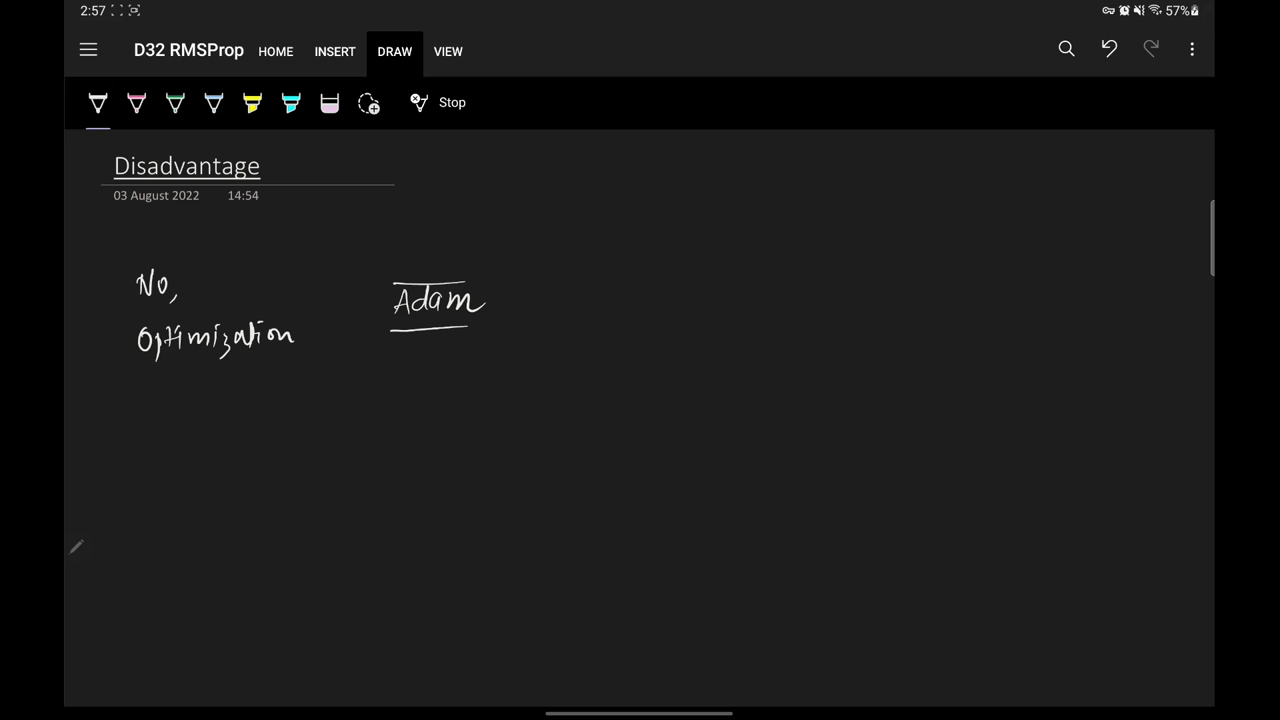 2:57 57%
D32 RMSProp HOME INSERT DRAW VIEW
Stop
Disadvantage
03 August 2022 14:54
No,
Adam
Optimization